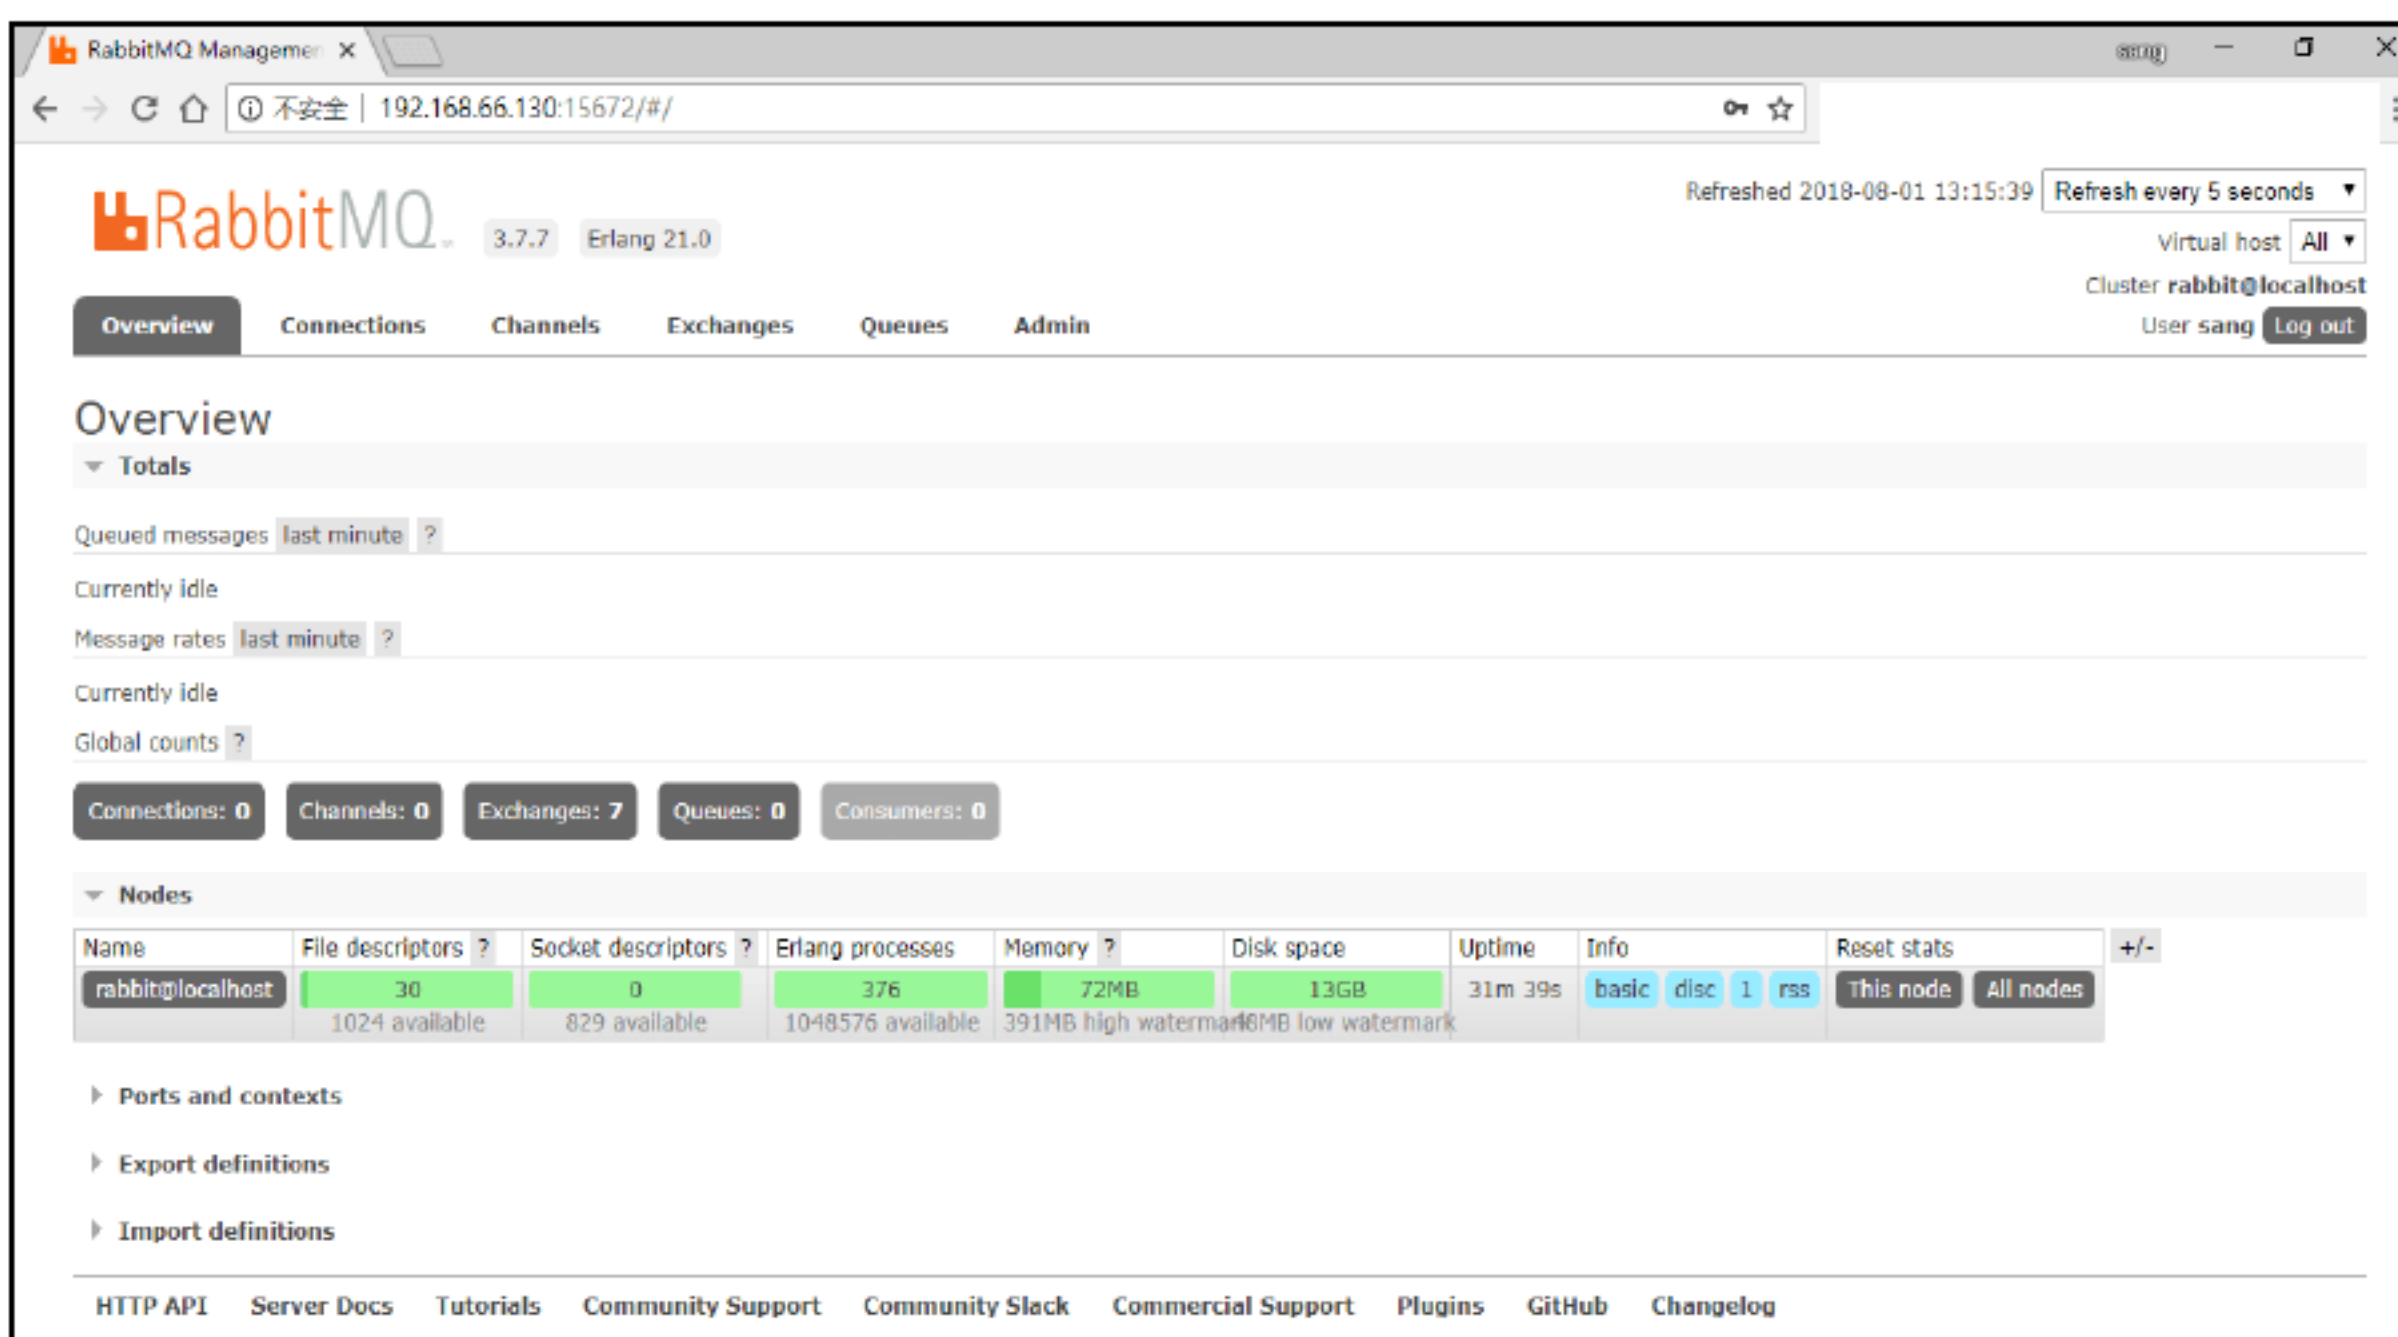 RabbitMQ Managemen
sang
不安全 | 192.168.66.130:15672/#/
RabbitMQ 3.7.7 Erlang 21.0
Refreshed 2018-08-01 13:15:39 Refresh every 5 seconds
Virtual host All
Cluster rabbit@localhost
User sang Log out
Overview Connections Channels Exchanges Queues Admin
Overview
Totals
Queued messages last minute ?
Currently idle
Message rates last minute ?
Currently idle
Global counts ?
Connections: 0 Channels: 0 Exchanges: 7 Queues: 0 Consumers: 0
Nodes
Name File descriptors ? Socket descriptors ? Erlang processes Memory ? Disk space Uptime Info Reset stats +/-
rabbit@localhost 30 0 376 72MB 13GB 31m 39s basic disc 1 rss This node All nodes
1024 available 829 available 1048576 available 391MB high watermark 48MB low watermark
Ports and contexts
Export definitions
Import definitions
HTTP API Server Docs Tutorials Community Support Community Slack Commercial Support Plugins GitHub Changelog